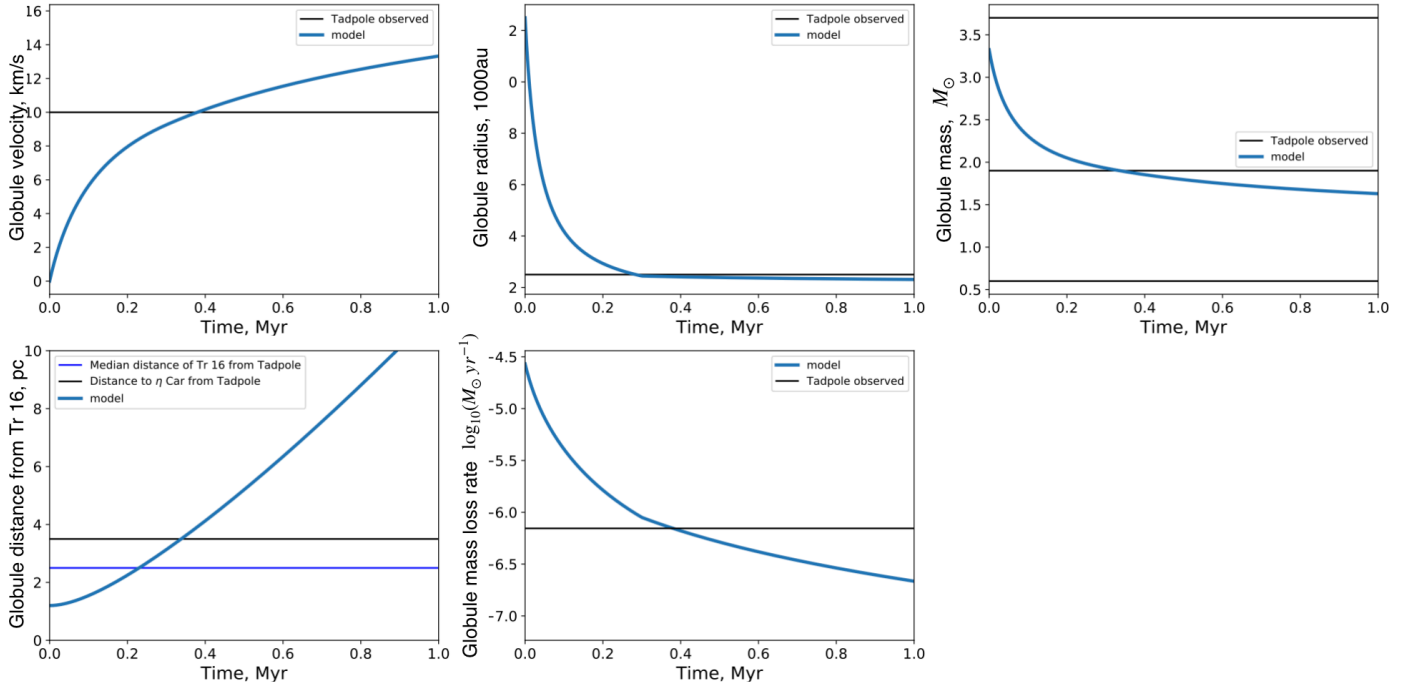 Globule velocity, km/s
16
14
12
10
8
6
4
2
0
Tadpole observed
model
0.0 0.2 0.4 0.6 0.8 1.0
Time, Myr
Globule radius, 1000au
2
0
8
6
4
2
Tadpole observed
model
0.0 0.2 0.4 0.6 0.8 1.0
Time, Myr
Globule mass, M⊙
3.5
3.0
2.5
2.0
1.5
1.0
0.5
Tadpole observed
model
0.0 0.2 0.4 0.6 0.8 1.0
Time, Myr
Globule distance from Tr 16, pc
10
8
6
4
2
0
Median distance of Tr 16 from Tadpole
Distance to η Car from Tadpole
model
0.0 0.2 0.4 0.6 0.8 1.0
Time, Myr
Globule mass loss rate log₁₀(M⊙ yr⁻¹)
-4.5
-5.0
-5.5
-6.0
-6.5
-7.0
model
Tadpole observed
0.0 0.2 0.4 0.6 0.8 1.0
Time, Myr